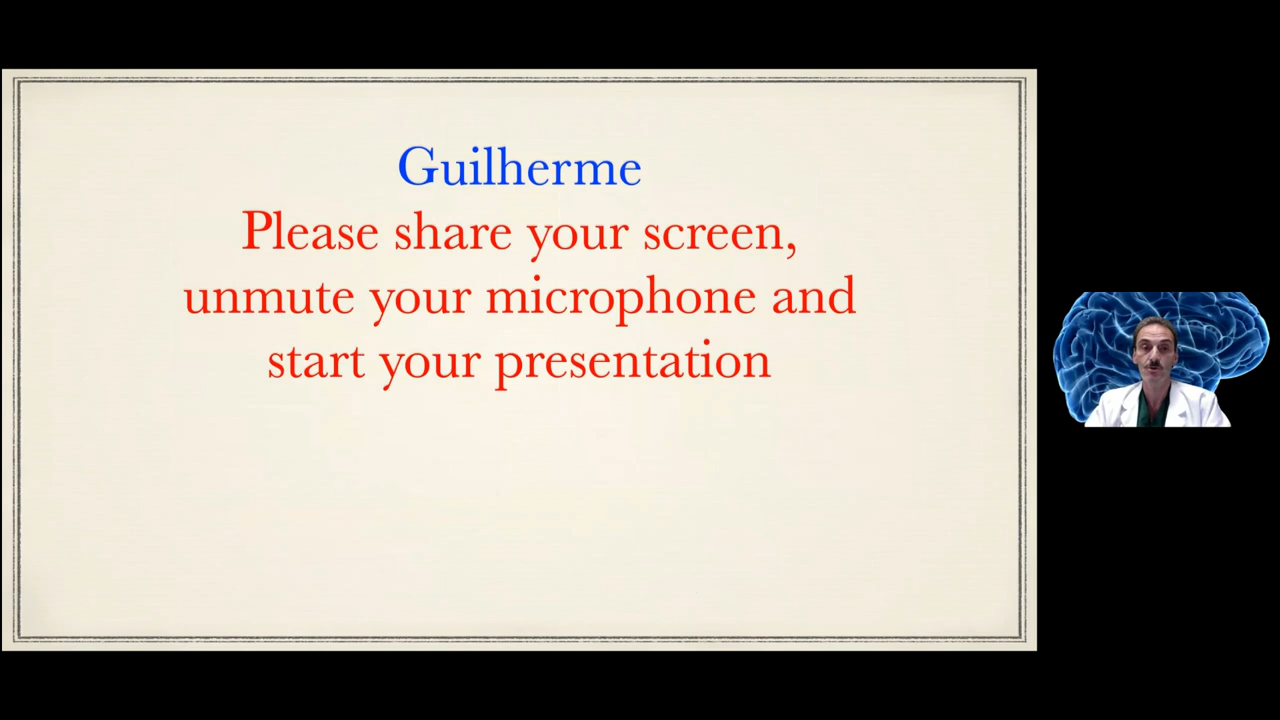 Guilherme
Please share your screen,
unmute your microphone and
start your presentation